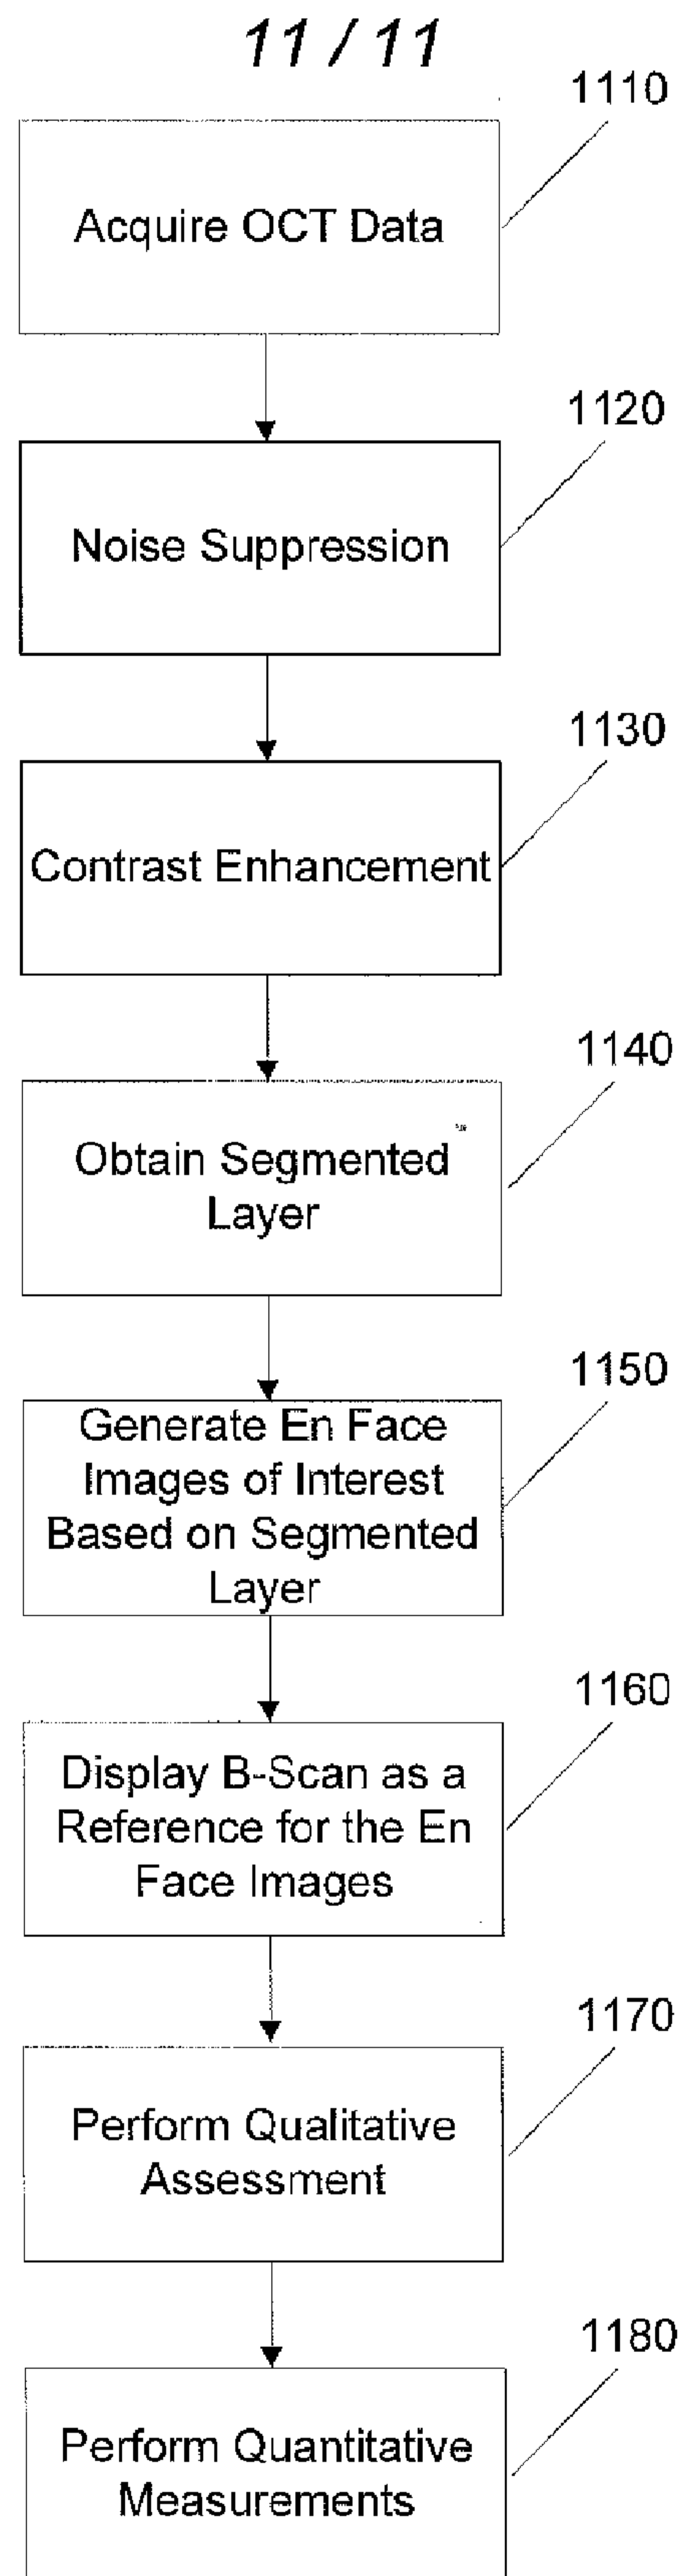 11 / 11
1110
Acquire OCT Data
1120
Noise Suppression
1130
Contrast Enhancement
1140
Obtain Segmented
Layer
1150
Generate En Face
Images of Interest
Based on Segmented
Layer
1160
Display B-Scan as a
Reference for the En
Face Images
1170
Perform Qualitative
Assessment
1180
Perform Quantitative
Measurements